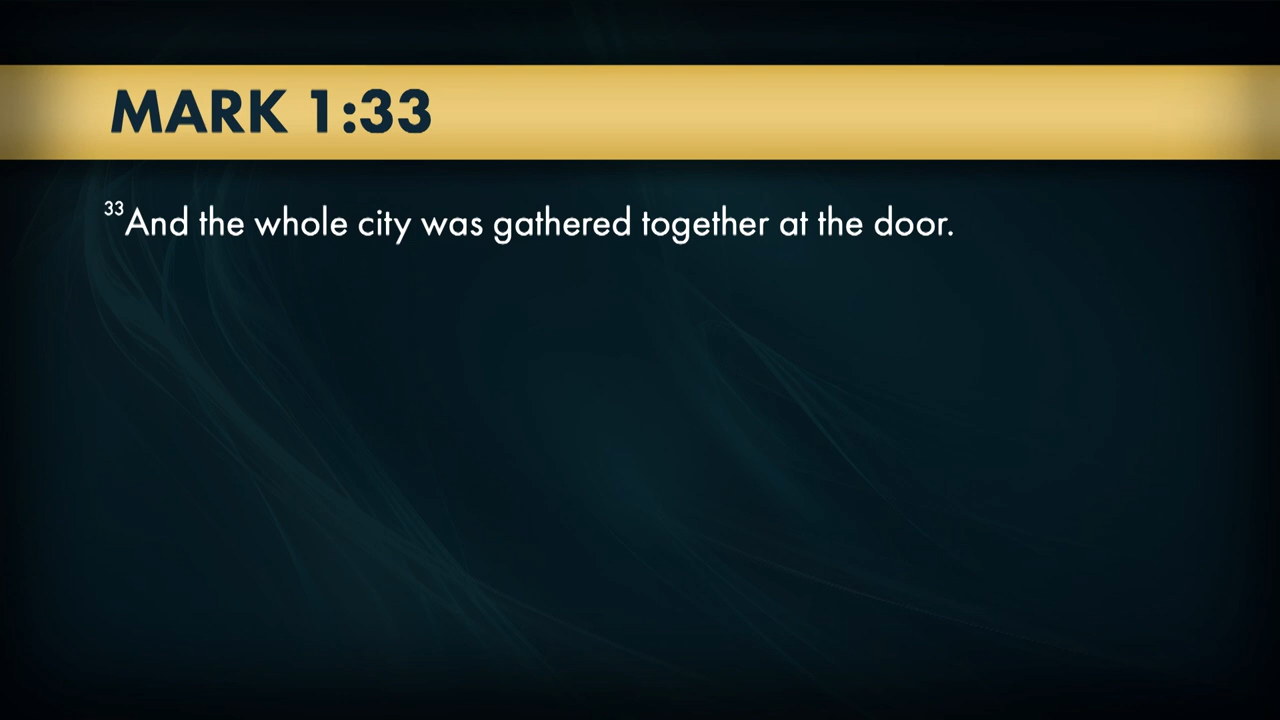 MARK 1:33
33And the whole city was gathered together at the door.